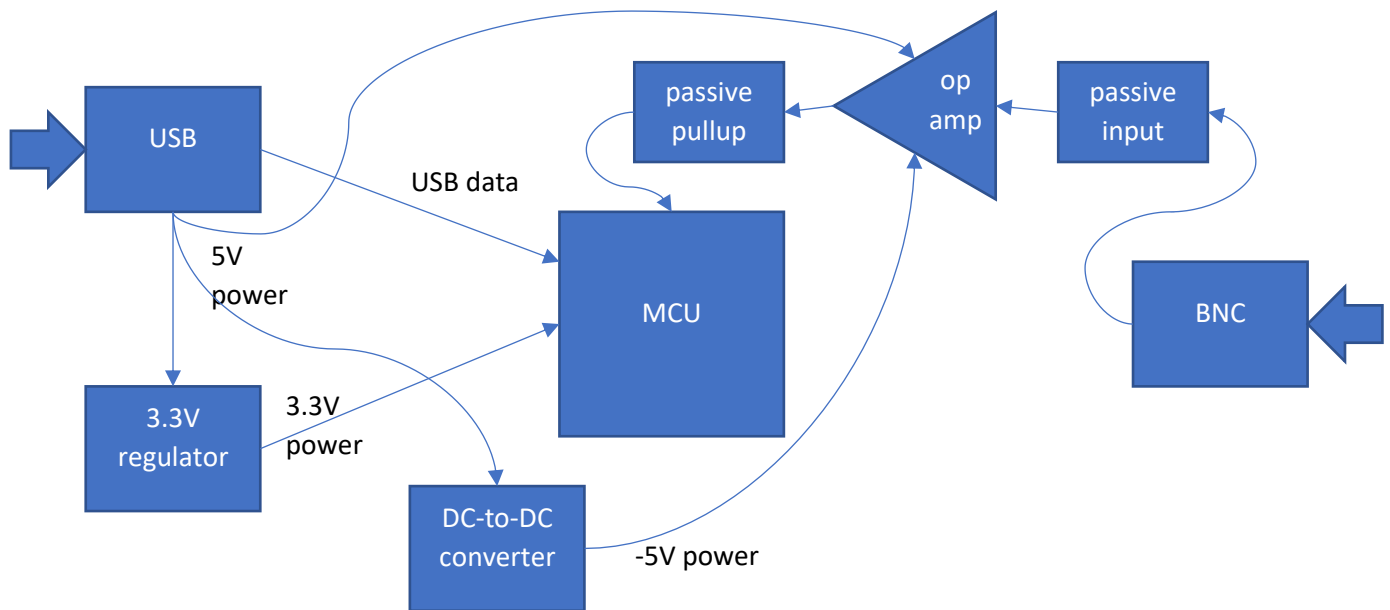 op
amp
passive
pullup
passive
input
USB
USB data
5V
power
MCU
BNC
3.3V
regulator
3.3V
power
DC-to-DC
converter
-5V power